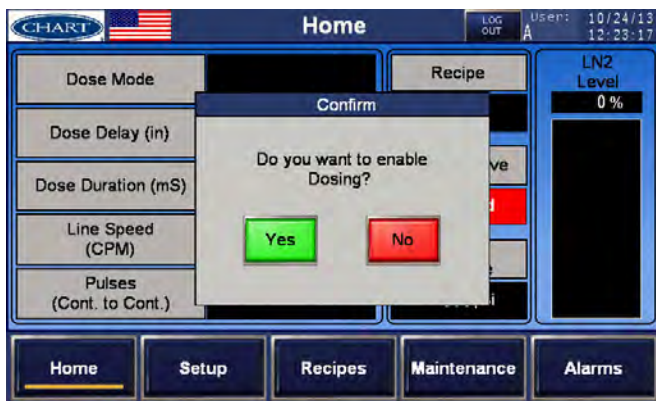 CHART
Home
LOG
OUT
User:
A
10/24/13
12:23:17
Dose Mode
Dose Delay (in)
Dose Duration (mS)
Line Speed
(CPM)
Pulses
(Cont. to Cont.)
Recipe
LN2
Level
0 %
Confirm
Do you want to enable
Dosing?
Yes
No
Home
Setup
Recipes
Maintenance
Alarms